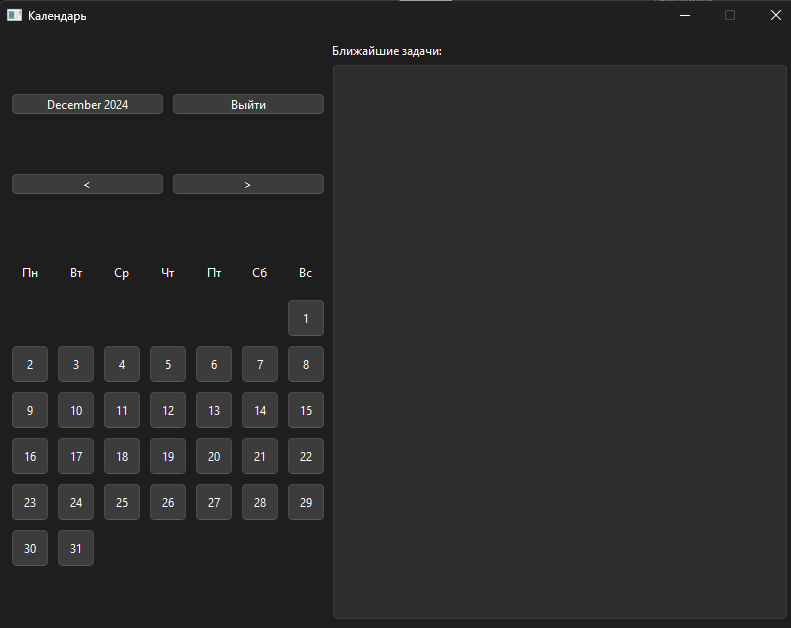 Календарь
Ближайшие задачи:
December 2024 Выйти
< >
Пн Вт Ср Чт Пт Сб Вс
1
2 3 4 5 6 7 8
9 10 11 12 13 14 15
16 17 18 19 20 21 22
23 24 25 26 27 28 29
30 31